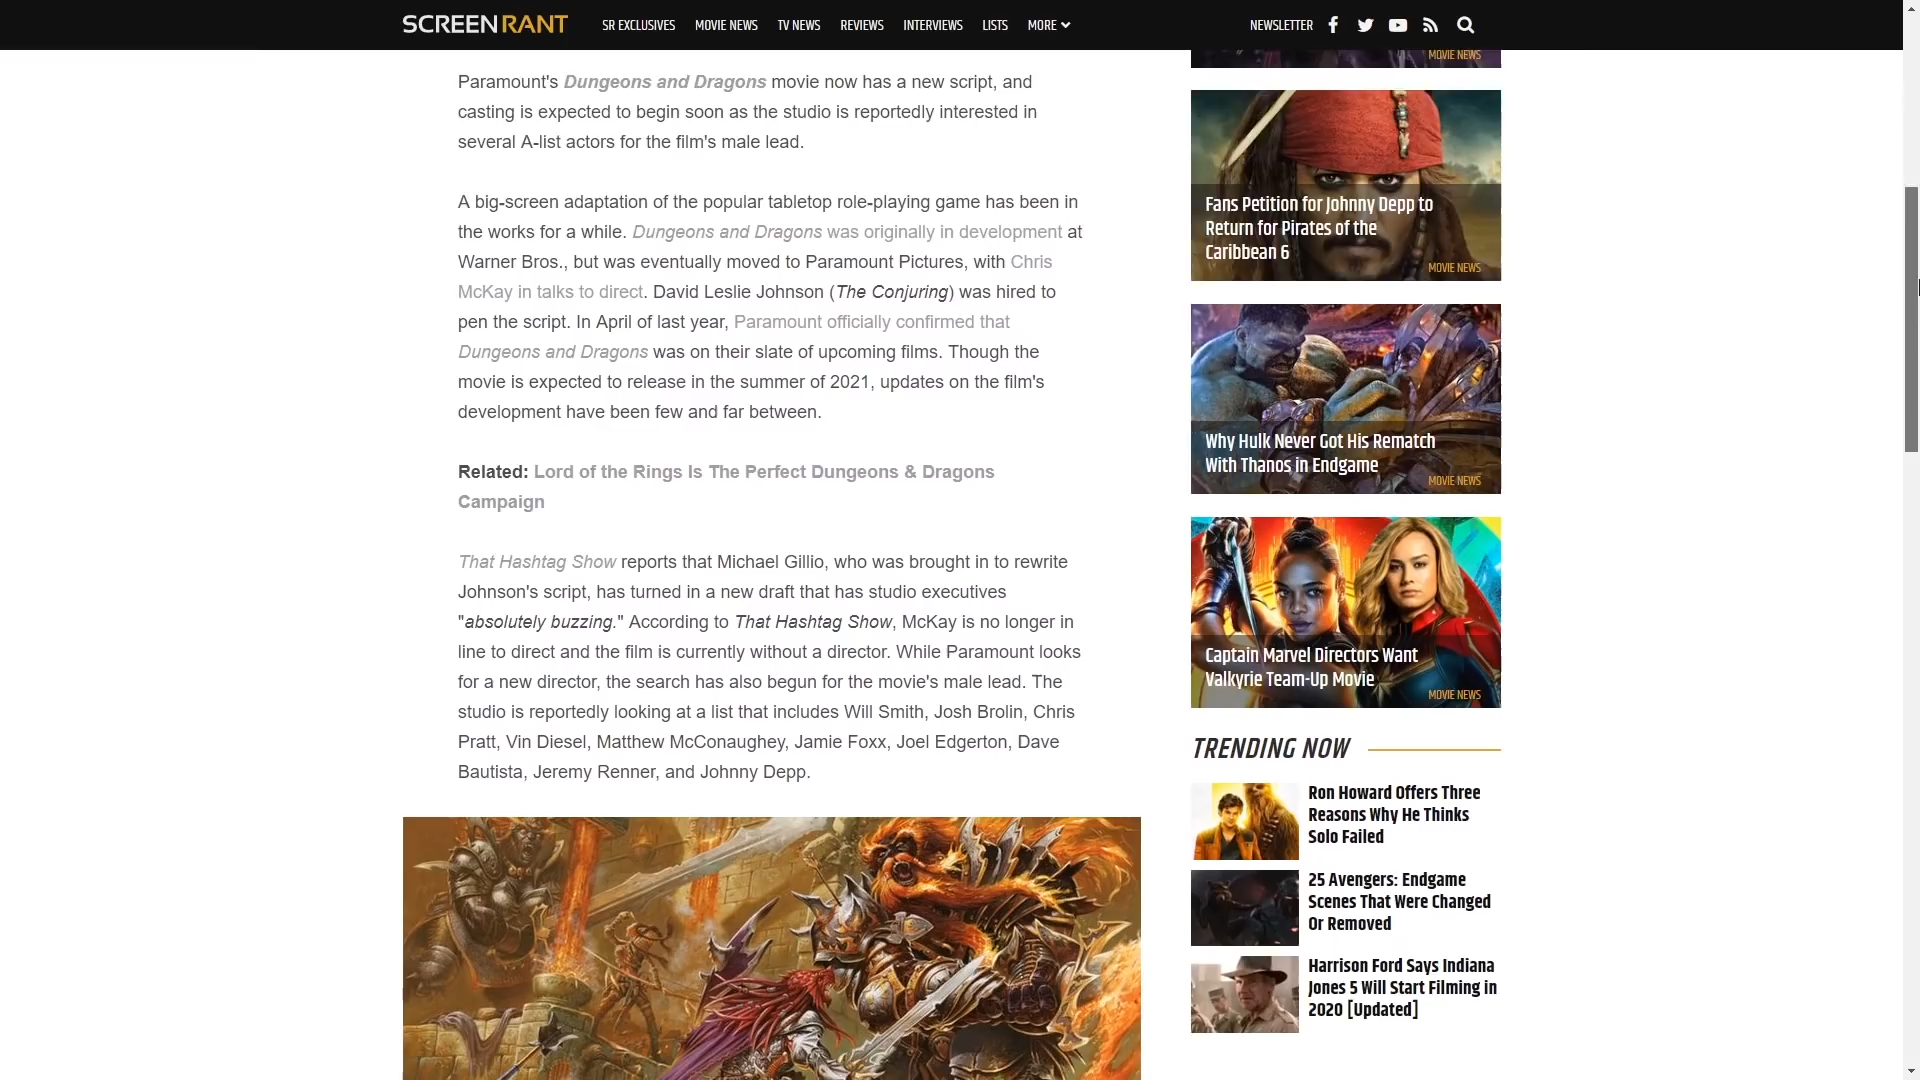 SCREENRANT
SR EXCLUSIVES MOVIE NEWS TV NEWS REVIEWS INTERVIEWS LISTS MORE
NEWSLETTER
Paramount's Dungeons and Dragons movie now has a new script, and
casting is expected to begin soon as the studio is reportedly interested in
several A-list actors for the film's male lead.
A big-screen adaptation of the popular tabletop role-playing game has been in
the works for a while. Dungeons and Dragons was originally in development at
Warner Bros., but was eventually moved to Paramount Pictures, with Chris
McKay in talks to direct. David Leslie Johnson (The Conjuring) was hired to
pen the script. In April of last year, Paramount officially confirmed that
Dungeons and Dragons was on their slate of upcoming films. Though the
movie is expected to release in the summer of 2021, updates on the film's
development have been few and far between.
Related: Lord of the Rings Is The Perfect Dungeons & Dragons
Campaign
That Hashtag Show reports that Michael Gillio, who was brought in to rewrite
Johnson's script, has turned in a new draft that has studio executives
"absolutely buzzing." According to That Hashtag Show, McKay is no longer in
line to direct and the film is currently without a director. While Paramount looks
for a new director, the search has also begun for the movie's male lead. The
studio is reportedly looking at a list that includes Will Smith, Josh Brolin, Chris
Pratt, Vin Diesel, Matthew McConaughey, Jamie Foxx, Joel Edgerton, Dave
Bautista, Jeremy Renner, and Johnny Depp.
MOVIE NEWS
Fans Petition for Johnny Depp to
Return for Pirates of the
Caribbean 6
MOVIE NEWS
Why Hulk Never Got His Rematch
With Thanos in Endgame
MOVIE NEWS
Captain Marvel Directors Want
Valkyrie Team-Up Movie
MOVIE NEWS
TRENDING NOW
Ron Howard Offers Three
Reasons Why He Thinks
Solo Failed
25 Avengers: Endgame
Scenes That Were Changed
Or Removed
Harrison Ford Says Indiana
Jones 5 Will Start Filming in
2020 [Updated]